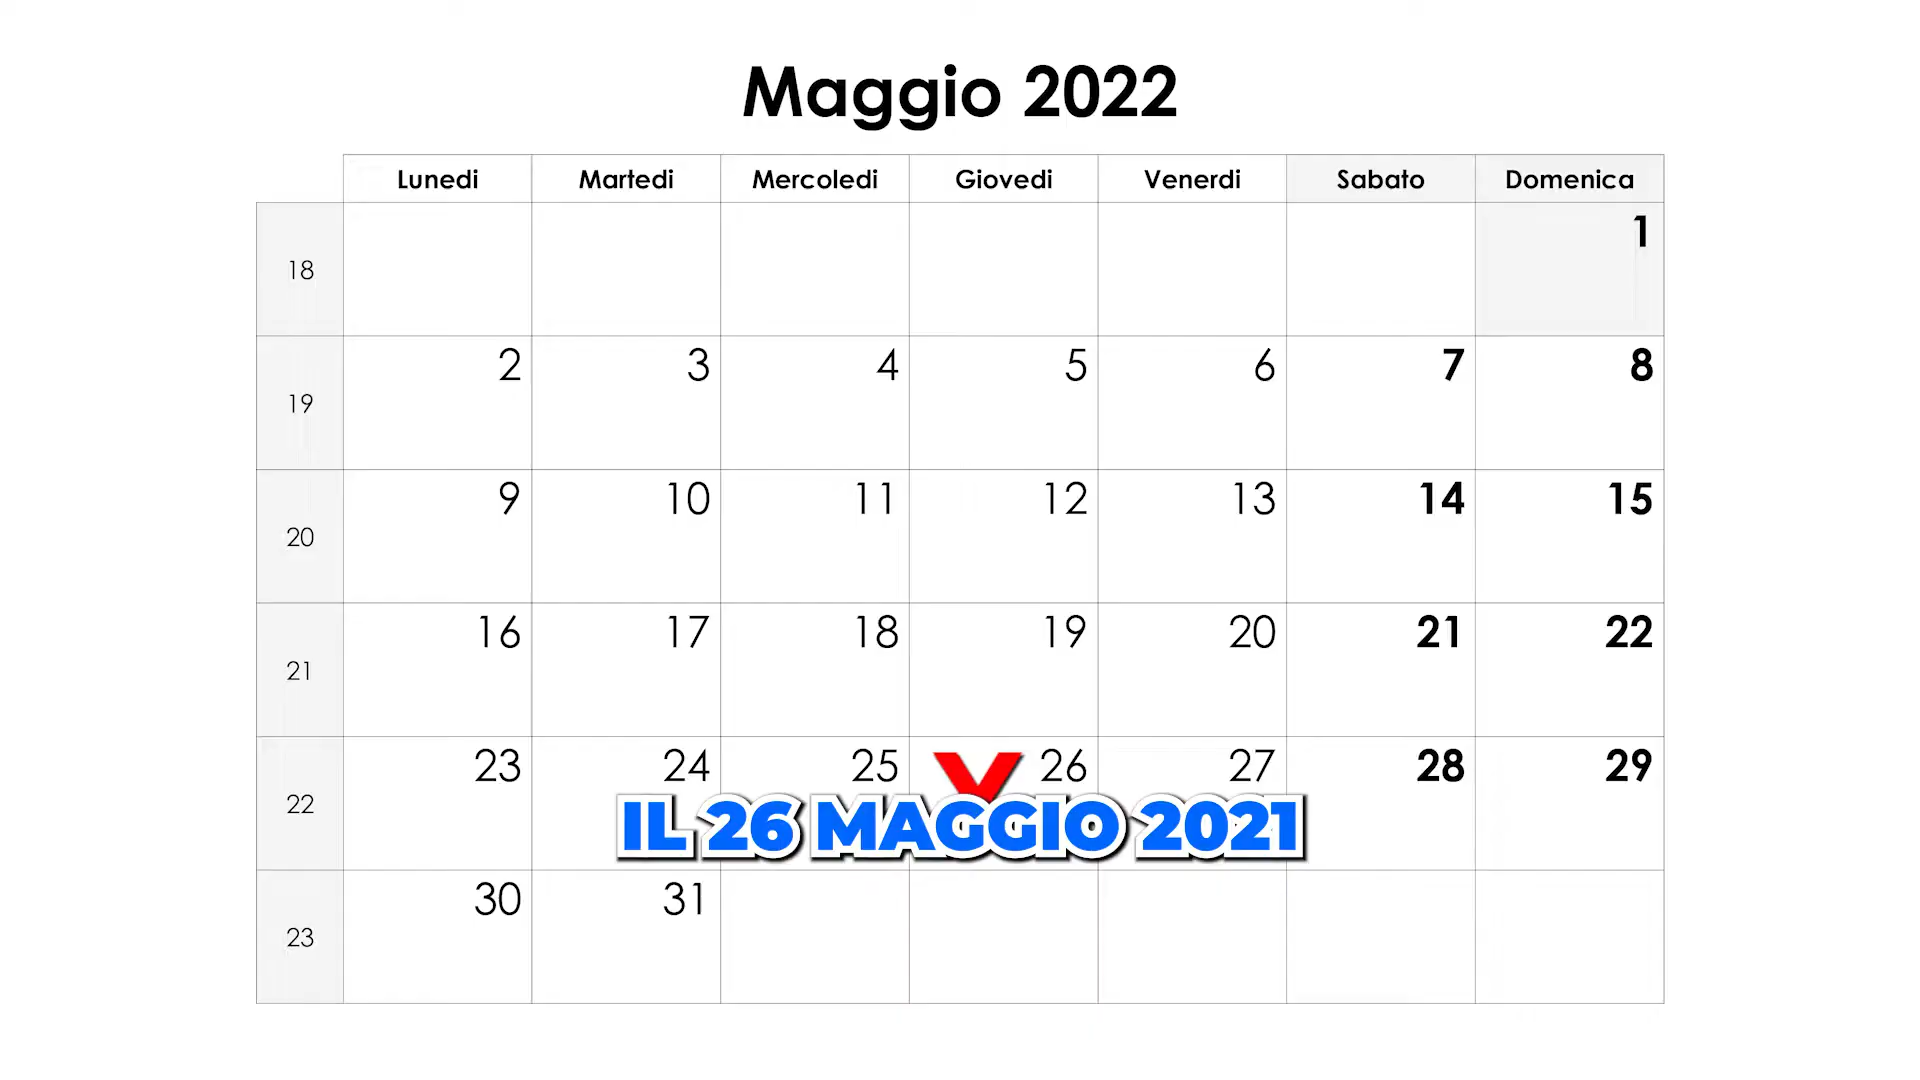 Maggio 2022
Lunedi Martedi Mercoledi Giovedi Venerdi Sabato Domenica
18 1
19 2 3 4 5 6 7 8
20 9 10 11 12 13 14 15
21 16 17 18 19 20 21 22
22 23 24 25 26 27 28 29
IL 26 MAGGIO 2021
23 30 31